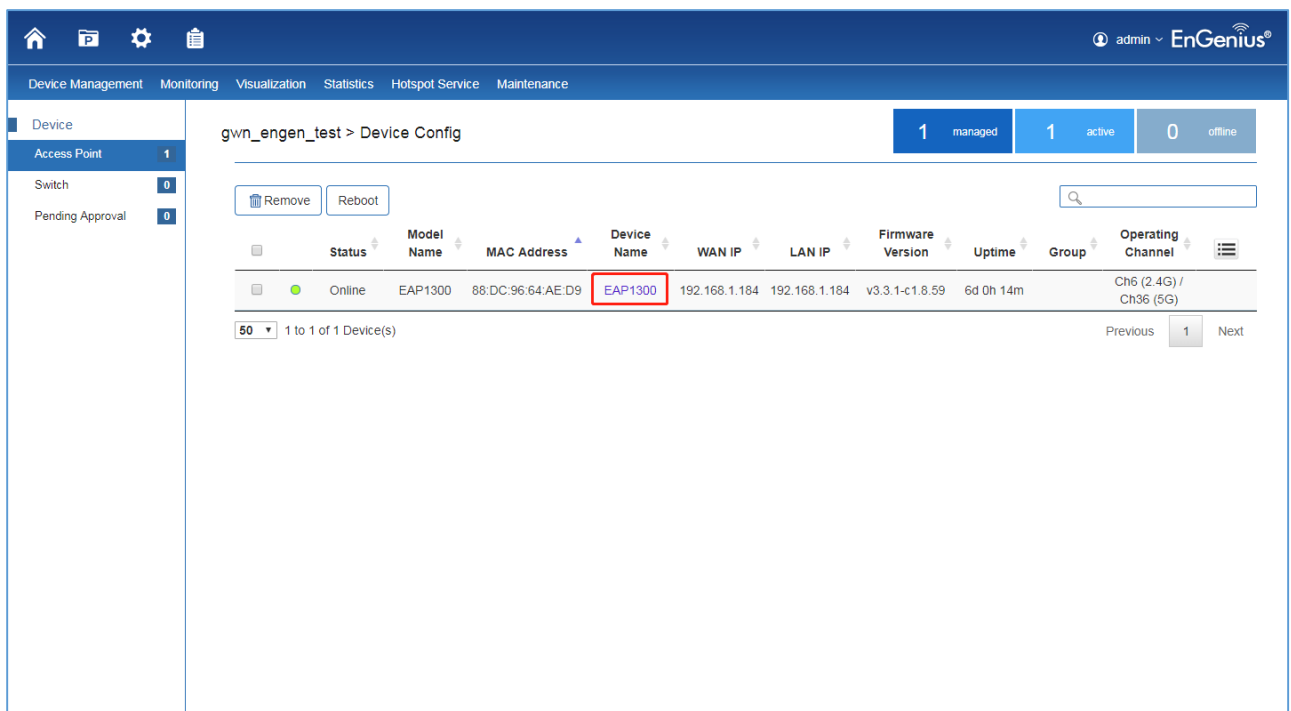 admin EnGenius®
Device Management Monitoring Visualization Statistics Hotspot Service Maintenance
Device
Access Point 1
Switch 0
Pending Approval 0
gwn_engen_test > Device Config
1 managed 1 active 0 offline
Remove Reboot
Status Model Name MAC Address Device Name WAN IP LAN IP Firmware Version Uptime Group Operating Channel
Online EAP1300 88:DC:96:64:AE:D9 EAP1300 192.168.1.184 192.168.1.184 v3.3.1-c1.8.59 6d 0h 14m Ch6 (2.4G) / Ch36 (5G)
50 1 to 1 of 1 Device(s) Previous 1 Next